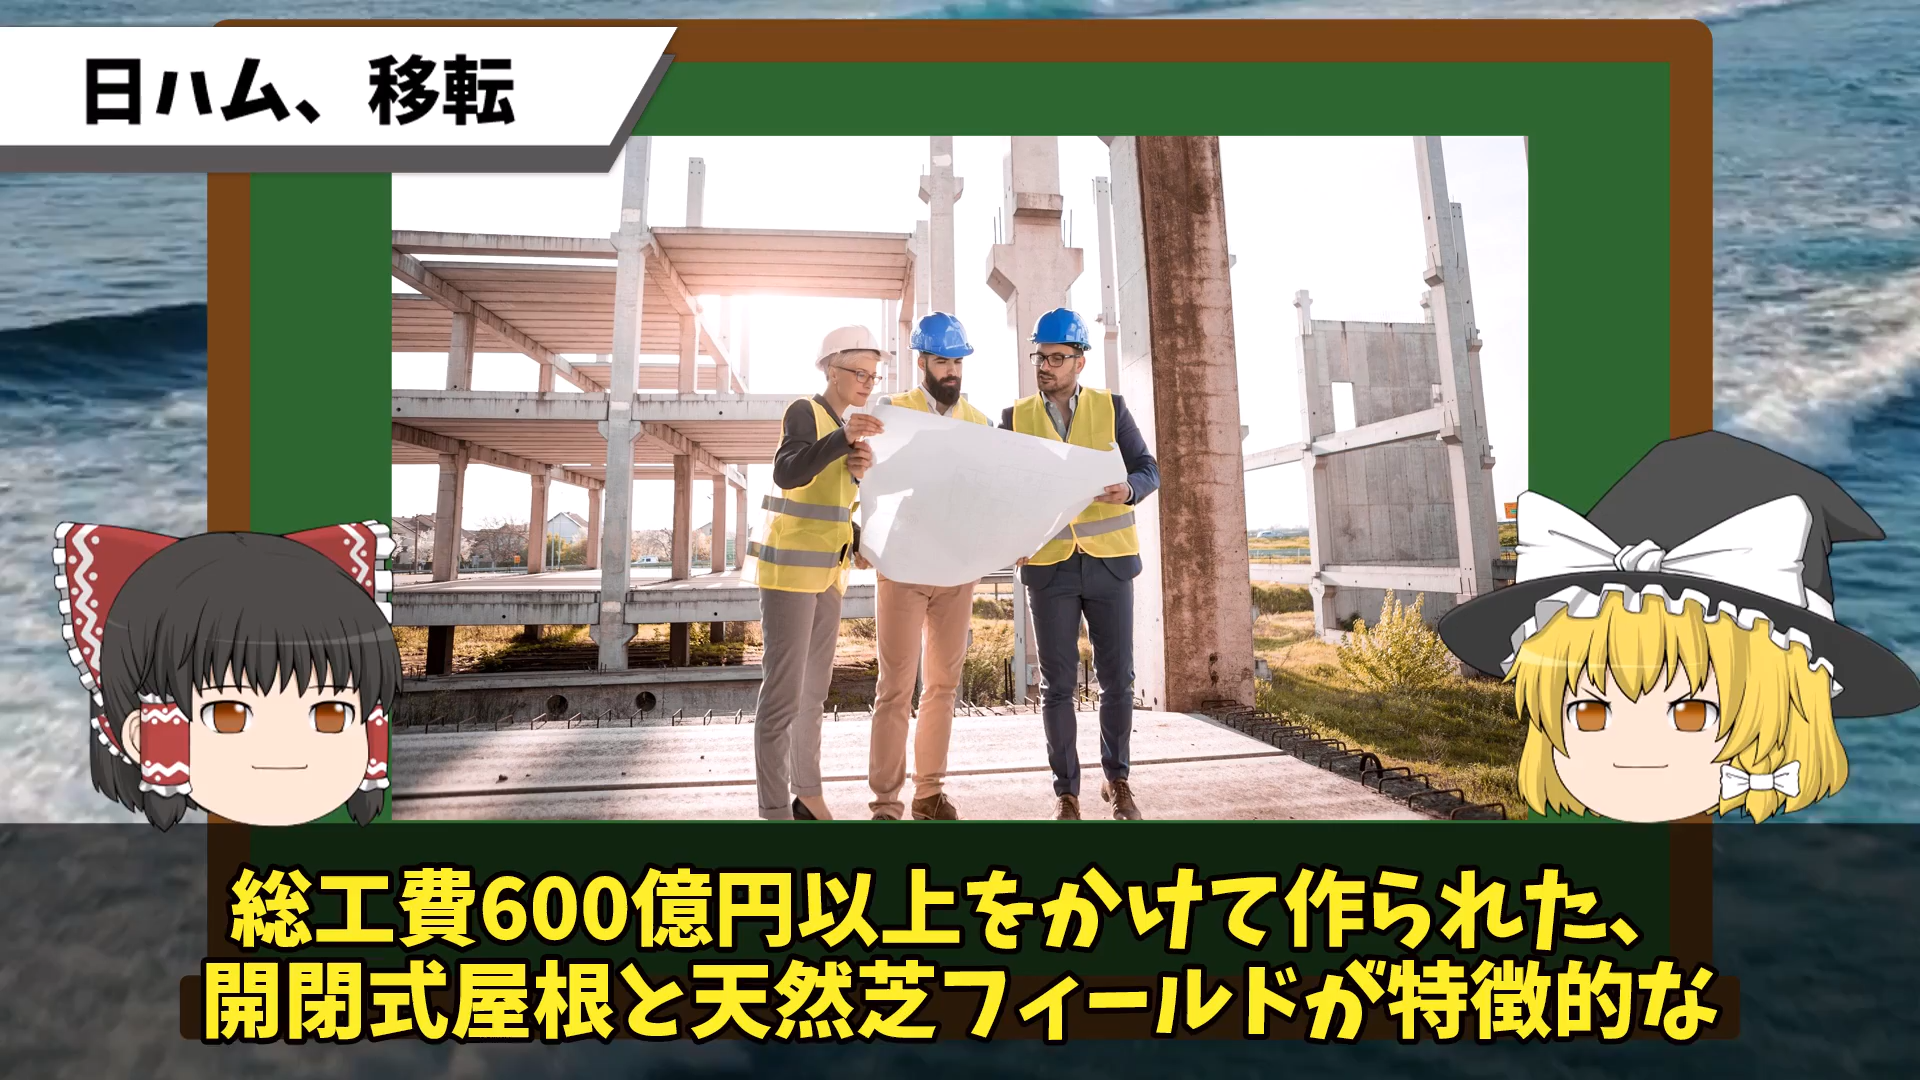 日ハム、移転
総工費600億円以上をかけて作られた、
開閉式屋根と天然芝フィールドが特徴的な